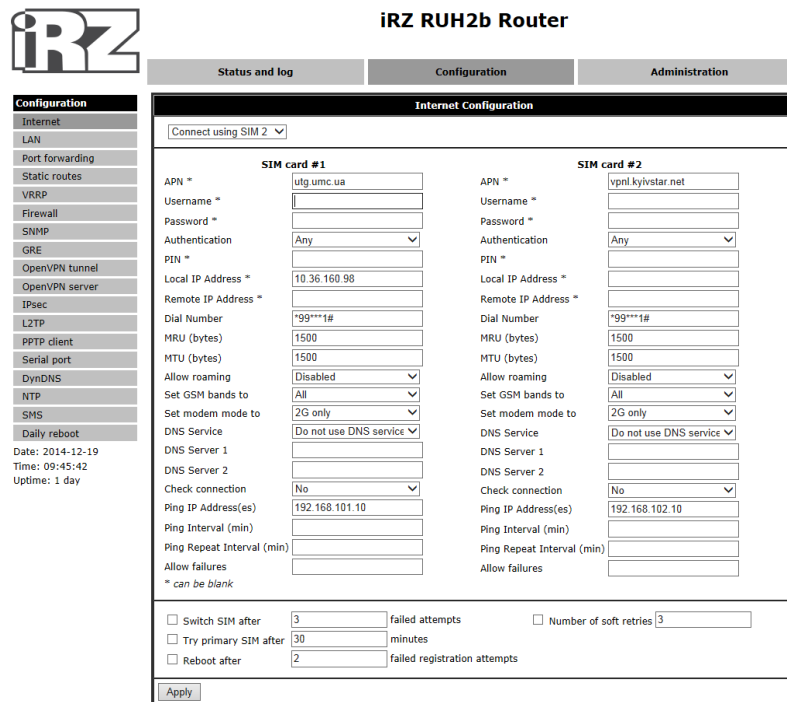 iRZ
iRZ RUH2b Router
Status and log Configuration Administration
Configuration
Internet
LAN
Port forwarding
Static routes
VRRP
Firewall
SNMP
GRE
OpenVPN tunnel
OpenVPN server
IPsec
L2TP
PPTP client
Serial port
DynDNS
NTP
SMS
Daily reboot
Date: 2014-12-19
Time: 09:45:42
Uptime: 1 day
Internet Configuration
Connect using SIM 2
SIM card #1
APN * utg.umc.ua
Username *
Password *
Authentication Any
PIN *
Local IP Address * 10.36.160.98
Remote IP Address *
Dial Number *99***1#
MRU (bytes) 1500
MTU (bytes) 1500
Allow roaming Disabled
Set GSM bands to All
Set modem mode to 2G only
DNS Service Do not use DNS service
DNS Server 1
DNS Server 2
Check connection No
Ping IP Address(es) 192.168.101.10
Ping Interval (min)
Ping Repeat Interval (min)
Allow failures
* can be blank
SIM card #2
APN * vpnl.kyivstar.net
Username *
Password *
Authentication Any
PIN *
Local IP Address *
Remote IP Address *
Dial Number *99***1#
MRU (bytes) 1500
MTU (bytes) 1500
Allow roaming Disabled
Set GSM bands to All
Set modem mode to 2G only
DNS Service Do not use DNS service
DNS Server 1
DNS Server 2
Check connection No
Ping IP Address(es) 192.168.102.10
Ping Interval (min)
Ping Repeat Interval (min)
Allow failures
Switch SIM after 3 failed attempts Number of soft retries 3
Try primary SIM after 30 minutes
Reboot after 2 failed registration attempts
Apply